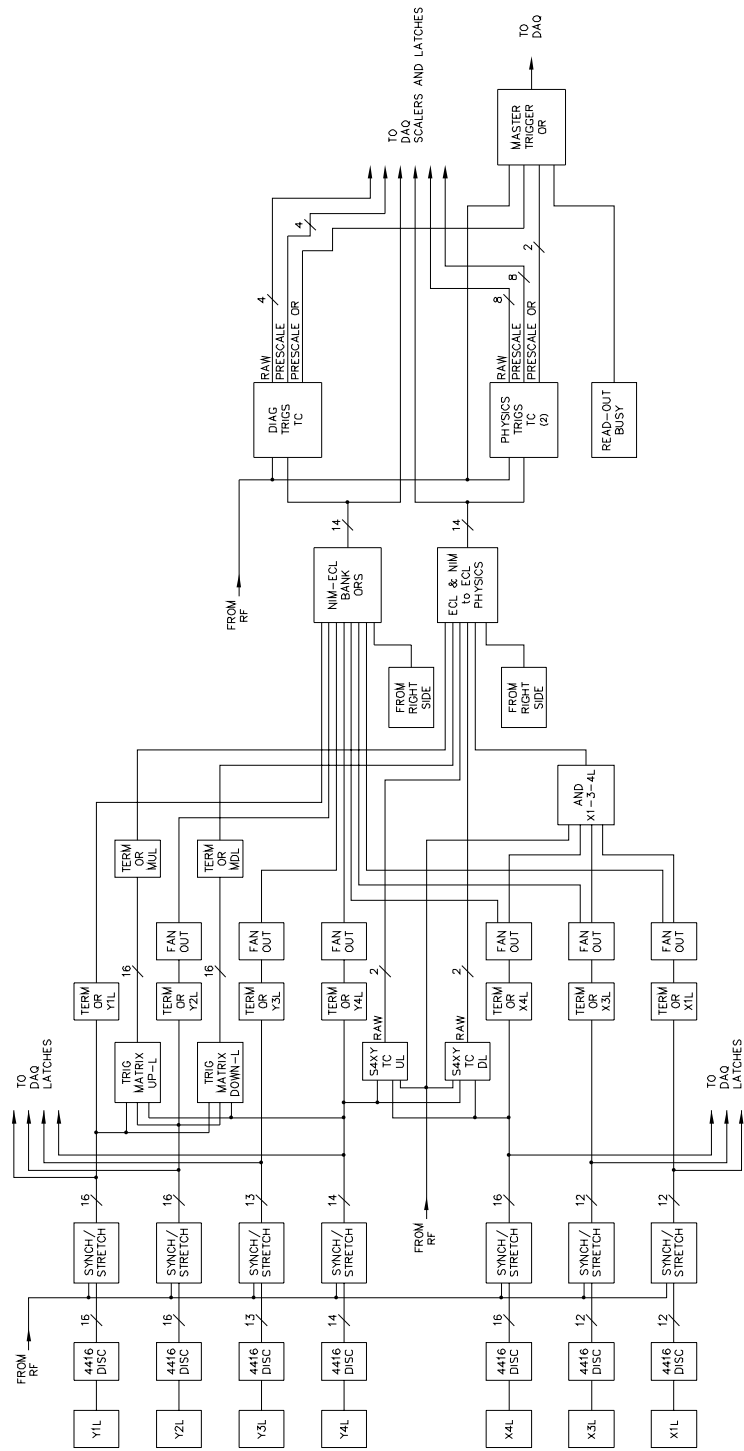 FROM
RF
Y1L
4416
DISC
16
SYNCH/
STRETCH
16
TO
DAQ
LATCHES
TERM
OR
Y1L
Y2L
4416
DISC
16
SYNCH/
STRETCH
16
TRIG
MATRIX
UP-L
16
TERM
OR
MUL
TERM
OR
Y2L
FAN
OUT
Y3L
4416
DISC
13
SYNCH/
STRETCH
13
TRIG
MATRIX
DOWN-L
16
TERM
OR
MDL
TERM
OR
Y3L
FAN
OUT
Y4L
4416
DISC
14
SYNCH/
STRETCH
14
TERM
OR
Y4L
FAN
OUT
FROM
RF
S4XY
TC
UL
RAW
2
S4XY
TC
DL
RAW
2
X4L
4416
DISC
16
SYNCH/
STRETCH
16
TERM
OR
X4L
FAN
OUT
X3L
4416
DISC
12
SYNCH/
STRETCH
12
TERM
OR
X3L
FAN
OUT
X1L
4416
DISC
12
SYNCH/
STRETCH
12
TERM
OR
X1L
FAN
OUT
TO
DAQ
LATCHES
AND
X1-3-4L
FROM
RIGHT
SIDE
FROM
RIGHT
SIDE
NIM-ECL
BANK
ORS
14
ECL & NIM
to ECL
PHYSICS
14
FROM
RF
DIAG
TRIGS
TC
RAW
PRESCALE
PRESCALE OR
4
4
PHYSICS
TRIGS
TC
(2)
RAW
PRESCALE
PRESCALE OR
8
8
2
READ-OUT
BUSY
TO
DAQ
SCALERS AND LATCHES
MASTER
TRIGGER
OR
TO
DAQ